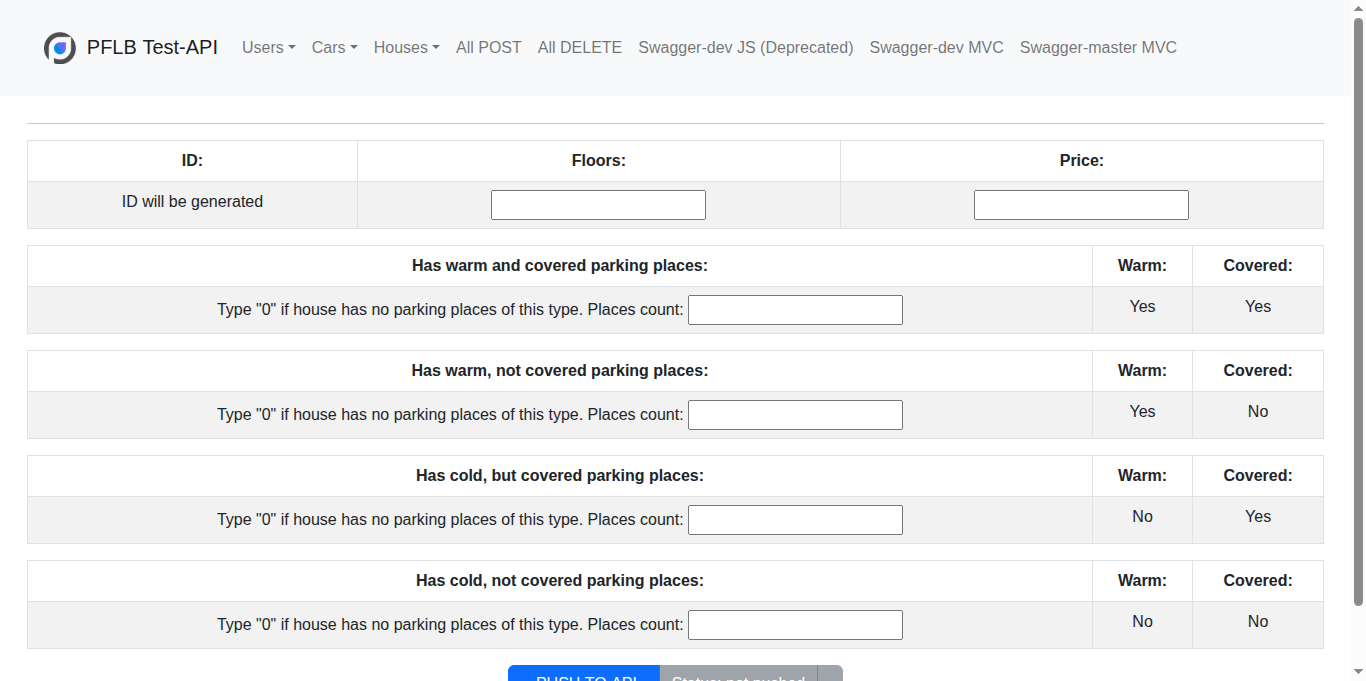 PFLB Test-API Users Cars Houses All POST All DELETE Swagger-dev JS (Deprecated) Swagger-dev MVC Swagger-master MVC
ID: Floors: Price:
ID will be generated
Has warm and covered parking places: Warm: Covered:
Type "0" if house has no parking places of this type. Places count: Yes Yes
Has warm, not covered parking places: Warm: Covered:
Type "0" if house has no parking places of this type. Places count: Yes No
Has cold, but covered parking places: Warm: Covered:
Type "0" if house has no parking places of this type. Places count: No Yes
Has cold, not covered parking places: Warm: Covered:
Type "0" if house has no parking places of this type. Places count: No No
PUSH TO API Status: not pushed